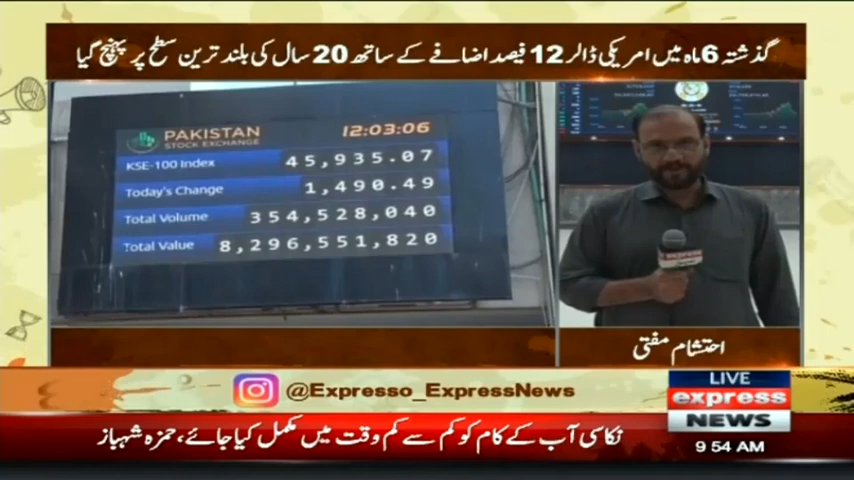 گذشتہ 6 ماہ میں امریکی ڈالر 12 فیصد اضافے کے ساتھ 20 سال کی بلند ترین سطح پر پہنچ گیا
PAKISTAN
STOCK EXCHANGE
12:03:06
KSE-100 Index 45,935.07
Today's Change 1,490.49
Total Volume 354,528,040
Total Value 8,296,551,820
express
احتشام مفتی
@Expresso_ExpressNews
LIVE
express
NEWS
9:54 AM
نکاسی آب کے کام کو کم سے کم وقت میں مکمل کیا جائے، حمزہ شہباز